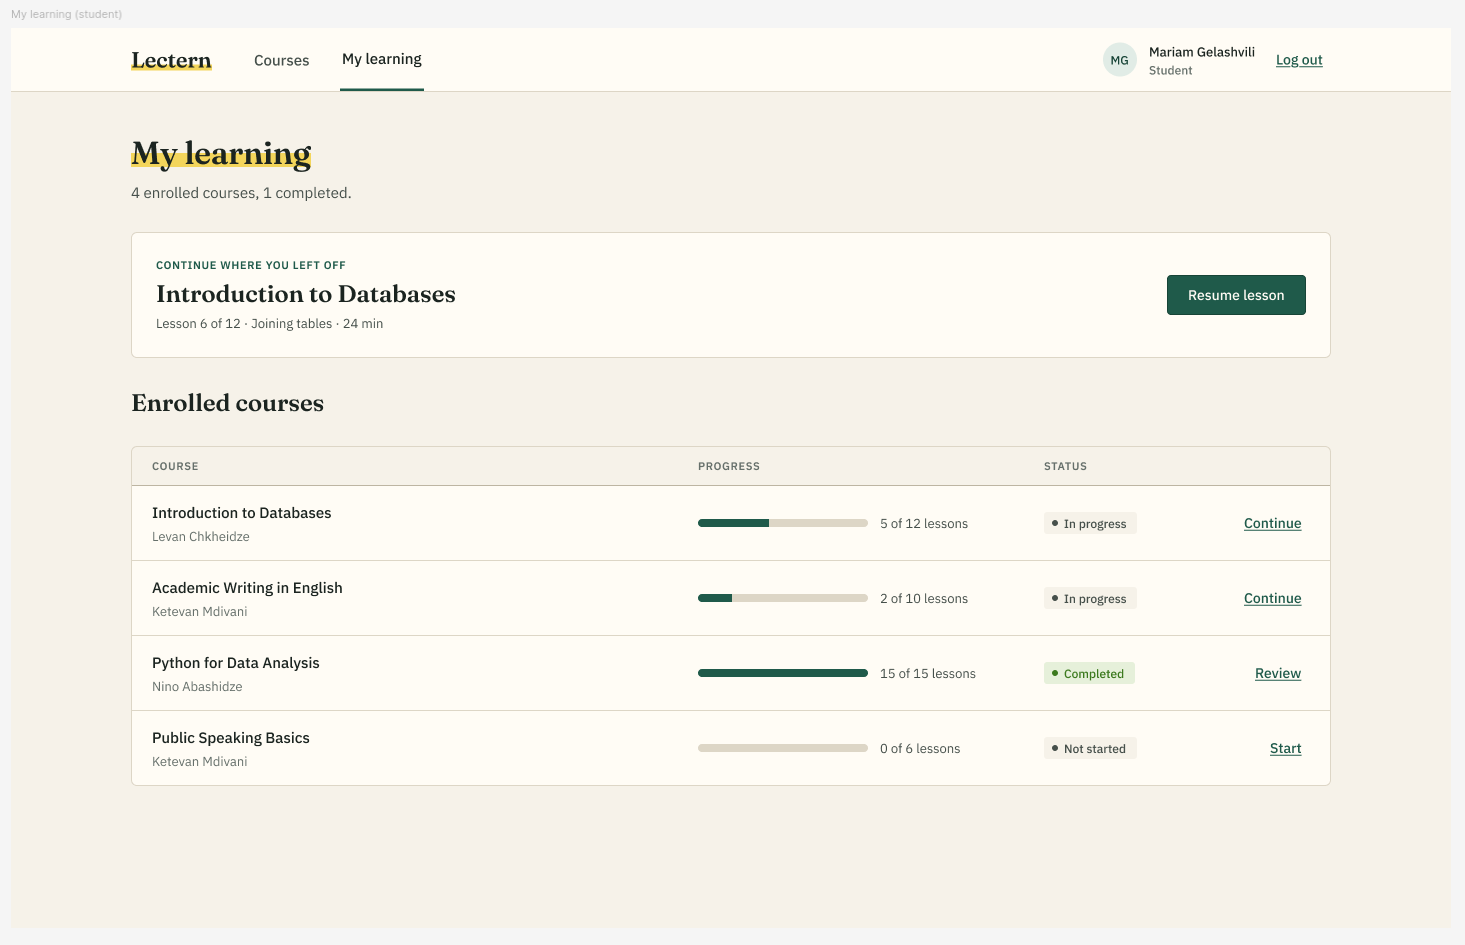 My learning (student)
Lectern
Courses
My learning
MG
Mariam Gelashvili
Student
Log out
My learning
4 enrolled courses, 1 completed.
CONTINUE WHERE YOU LEFT OFF
Introduction to Databases
Lesson 6 of 12 · Joining tables · 24 min
Resume lesson
Enrolled courses
COURSE PROGRESS STATUS
Introduction to Databases
Levan Chkheidze
5 of 12 lessons
In progress
Continue
Academic Writing in English
Ketevan Mdivani
2 of 10 lessons
In progress
Continue
Python for Data Analysis
Nino Abashidze
15 of 15 lessons
Completed
Review
Public Speaking Basics
Ketevan Mdivani
0 of 6 lessons
Not started
Start